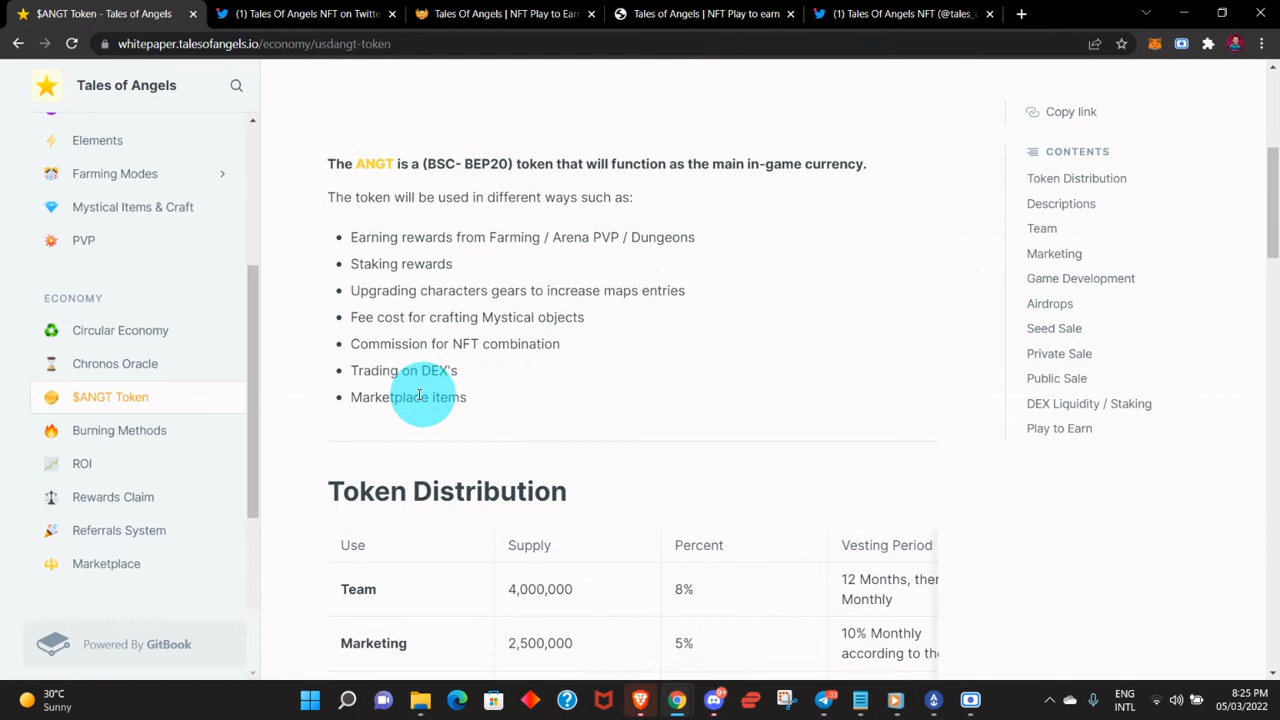 $ANGT Token - Tales of Angels
(1) Tales Of Angels NFT on Twitte
Tales of Angels | NFT Play to Earn
Tales of Angels | NFT Play to earn
(1) Tales Of Angels NFT (@tales_o
whitepaper.talesofangels.io/economy/usdangt-token
Tales of Angels
Elements
Farming Modes
Mystical Items & Craft
PVP
ECONOMY
Circular Economy
Chronos Oracle
$ANGT Token
Burning Methods
ROI
Rewards Claim
Referrals System
Marketplace
Powered By GitBook
The ANGT is a (BSC- BEP20) token that will function as the main in-game currency.
The token will be used in different ways such as:
Earning rewards from Farming / Arena PVP / Dungeons
Staking rewards
Upgrading characters gears to increase maps entries
Fee cost for crafting Mystical objects
Commission for NFT combination
Trading on DEX's
Marketplace items
Token Distribution
Use Supply Percent Vesting Period
Team 4,000,000 8% 12 Months, then
Monthly
Marketing 2,500,000 5% 10% Monthly
according to the
Copy link
CONTENTS
Token Distribution
Descriptions
Team
Marketing
Game Development
Airdrops
Seed Sale
Private Sale
Public Sale
DEX Liquidity / Staking
Play to Earn
30°C
Sunny
ENG
INTL
8:25 PM
05/03/2022